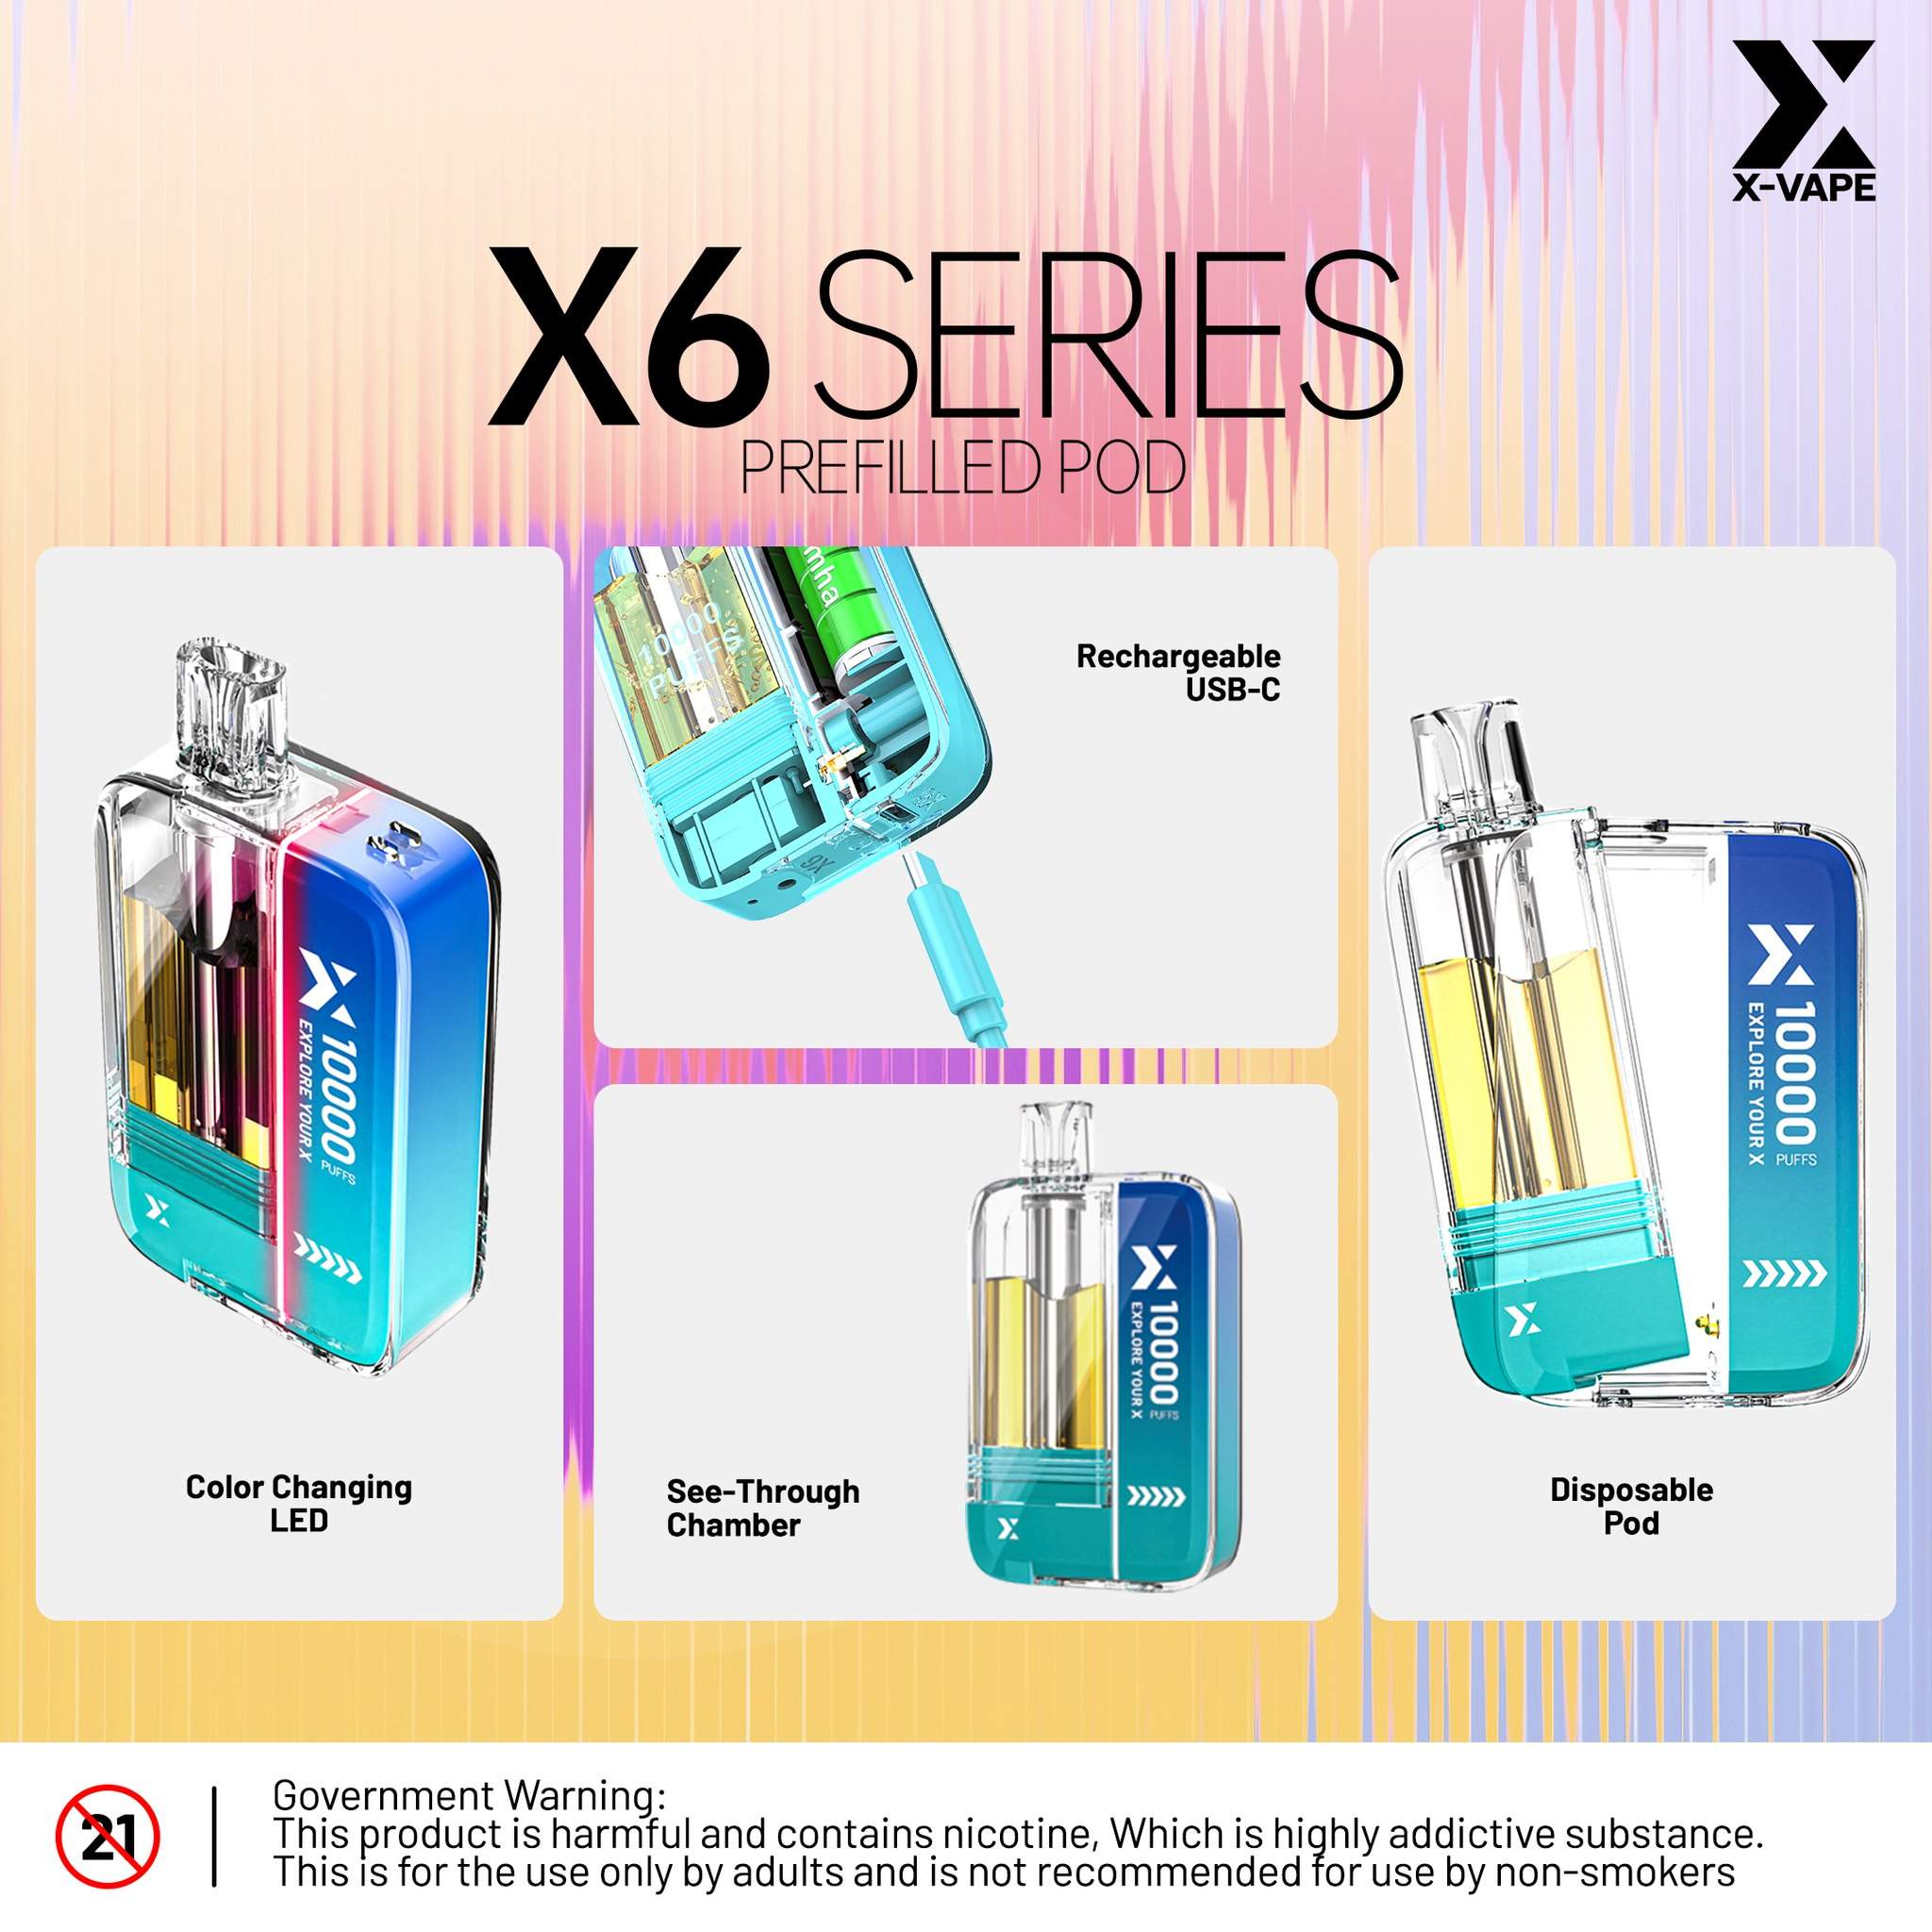 X-VAPE
X6 SERIES
PREFILLED POD
X 10000 PUFFS
EXPLORE YOUR X
Color Changing
LED
mha
10000
PUFFS
X6
Rechargeable
USB-C
X 10000 PUFFS
EXPLORE YOUR X
See-Through
Chamber
X 10000 PUFFS
EXPLORE YOUR X
Disposable
Pod
21
Government Warning:
This product is harmful and contains nicotine, Which is highly addictive substance.
This is for the use only by adults and is not recommended for use by non-smokers